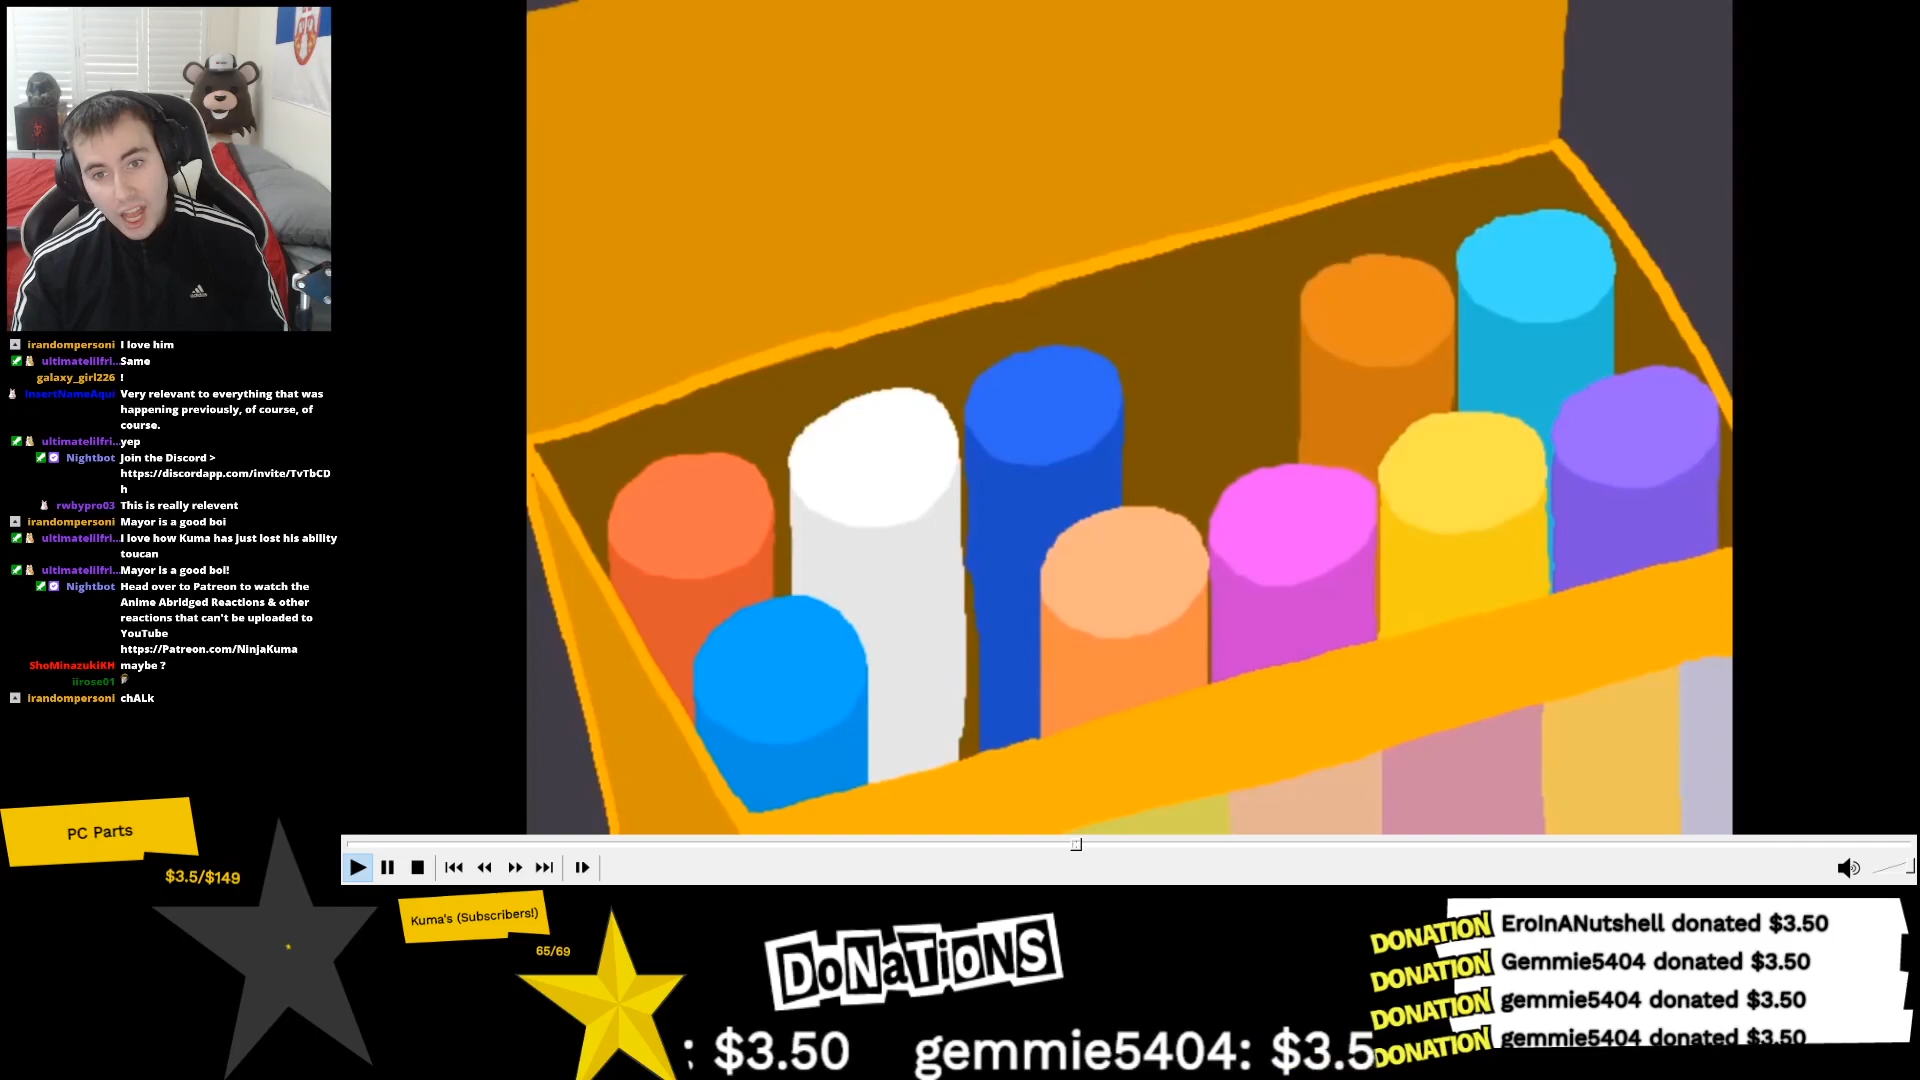 irandompersoni I love him
ultimatelilfri... Same
galaxy_girl226 !
InsertNameAqui Very relevant to everything that was
happening previously, of course, of
course.
ultimatelilfri... yep
Nightbot Join the Discord >
https://discordapp.com/invite/TvTbCD
h
rwbypro03 This is really relevent
irandompersoni Mayor is a good boi
ultimatelilfri... I love how Kuma has just lost his ability
toucan
ultimatelilfri... Mayor is a good boi!
Nightbot Head over to Patreon to watch the
Anime Abridged Reactions & other
reactions that can't be uploaded to
YouTube
https://Patreon.com/NinjaKuma
ShoMinazukiKH maybe ?
iirose01
irandompersoni chALk
adidas
PC Parts
$3.5/$149
Kuma's (Subscribers!)
65/69
DoNaTiONS
: $3.50 gemmie5404: $3.5
DONATION EroInANutshell donated $3.50
DONATION Gemmie5404 donated $3.50
DONATION gemmie5404 donated $3.50
DONATION gemmie5404 donated $3.50